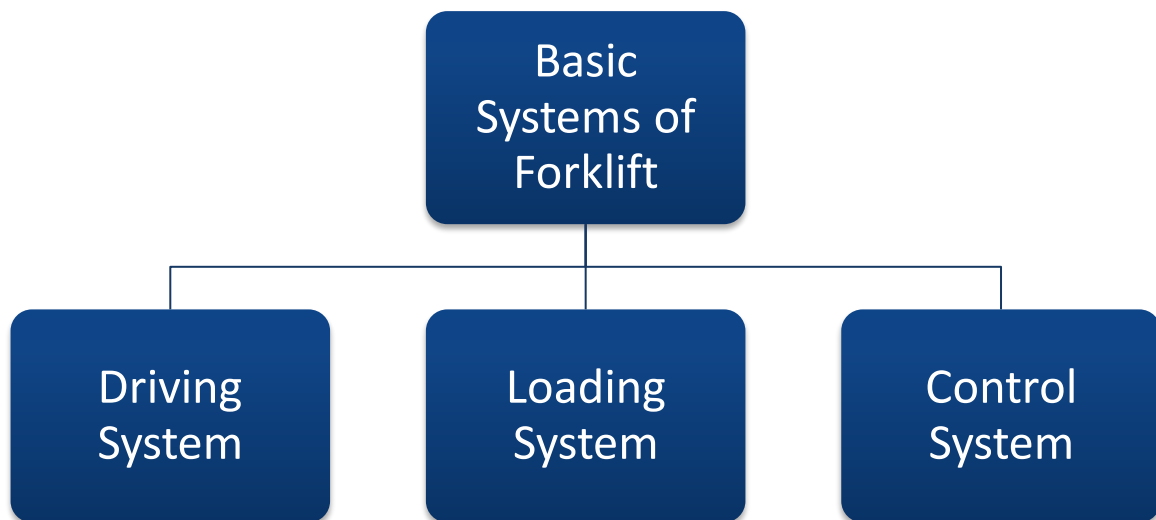 Basic
Systems of
Forklift
Driving
System
Loading
System
Control
System